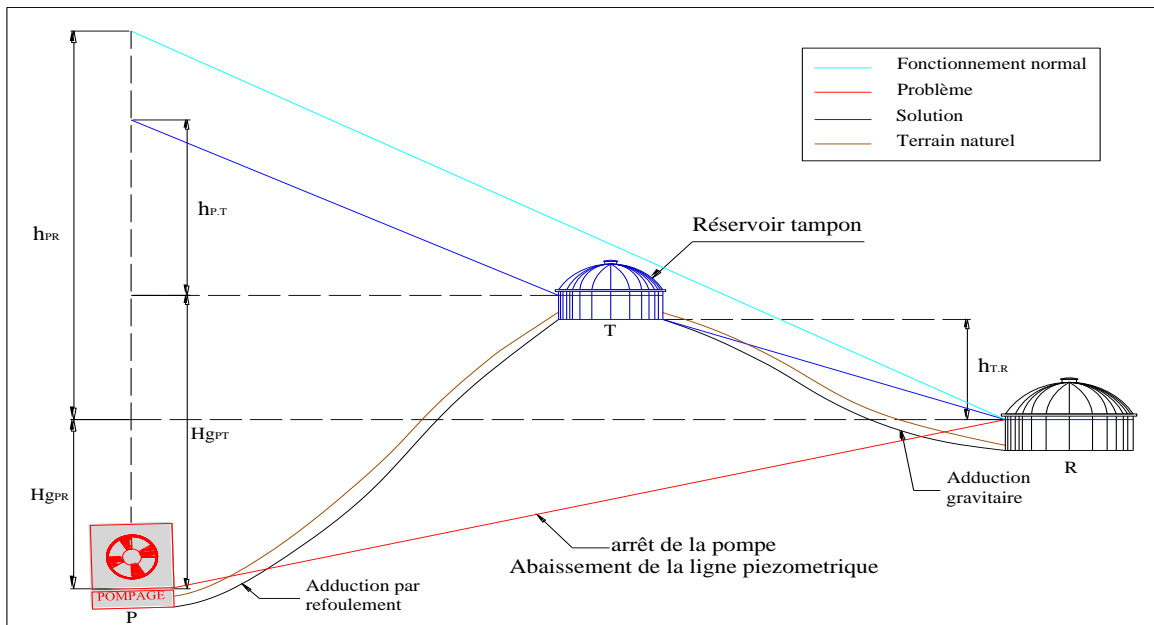 Fonctionnement normal
Problème
Solution
Terrain naturel
hPR
hP.T
Réservoir tampon
T
hT.R
HgPT
HgPR
R
Adduction
gravitaire
arrêt de la pompe
Abaissement de la ligne piezometrique
POMPAGE
P
Adduction par
refoulement